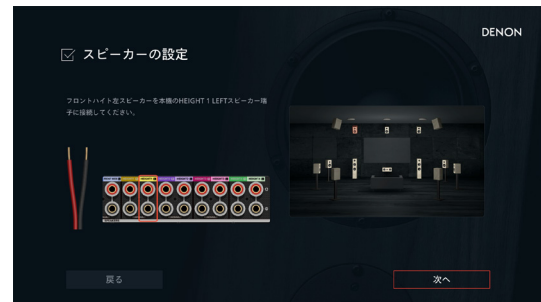 DENON
スピーカーの設定
フロントハイト左スピーカーを本機のHEIGHT 1 LEFTスピーカー端
子に接続してください。
戻る
次へ